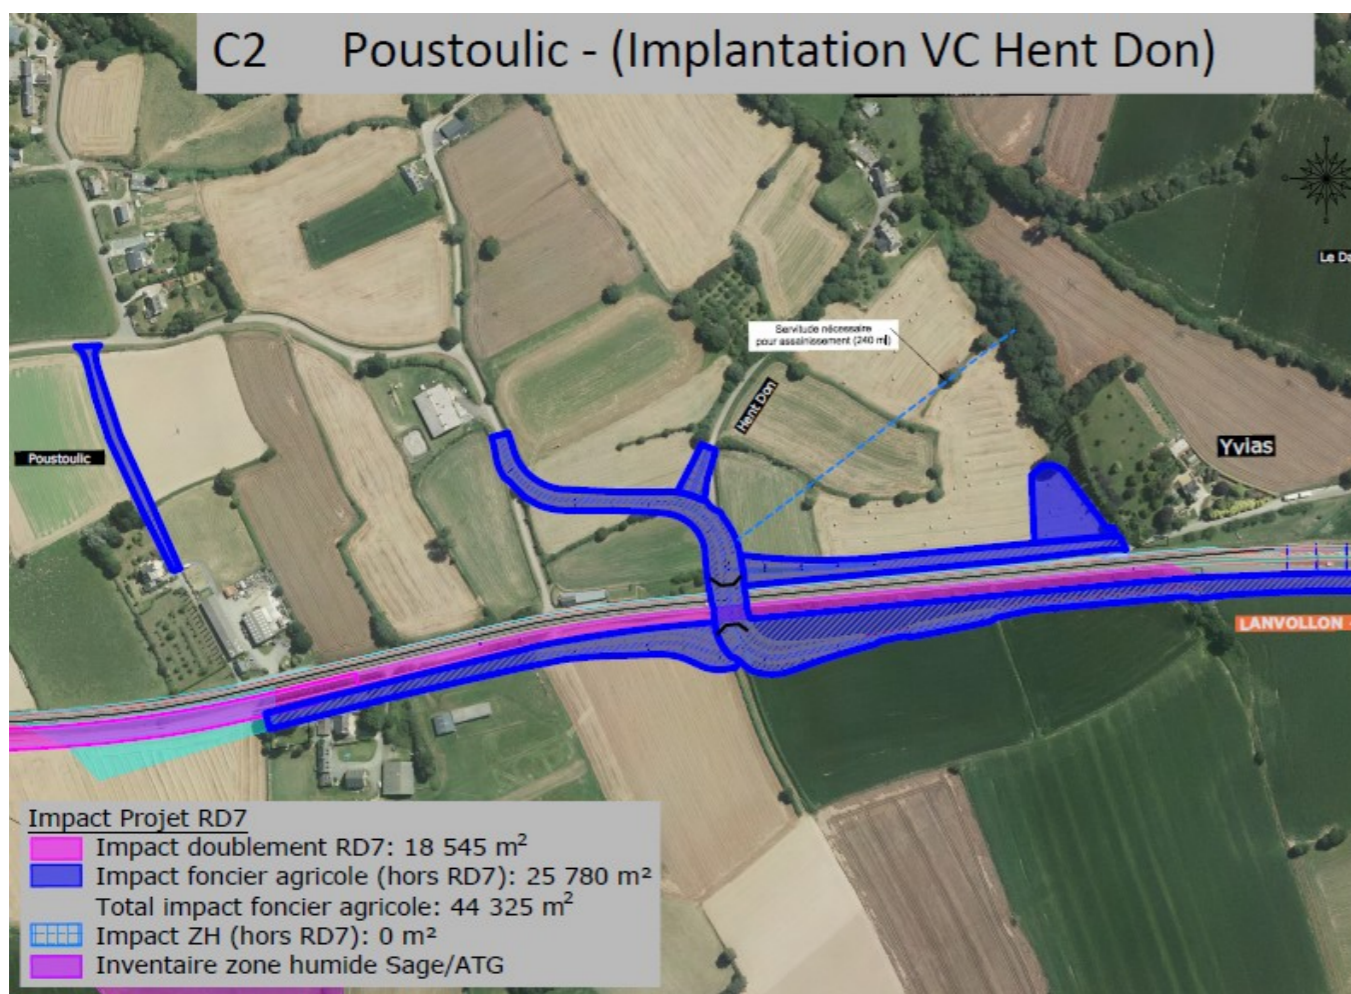 C2 Poustoulic - (Implantation VC Hent Don)
Le Da
Servitude nécessaire
pour assainissement (240 ml)
Hent Don
Yvias
Poustoulic
LANVOLLON -
Impact Projet RD7
Impact doublement RD7: 18 545 m²
Impact foncier agricole (hors RD7): 25 780 m²
Total impact foncier agricole: 44 325 m²
Impact ZH (hors RD7): 0 m²
Inventaire zone humide Sage/ATG